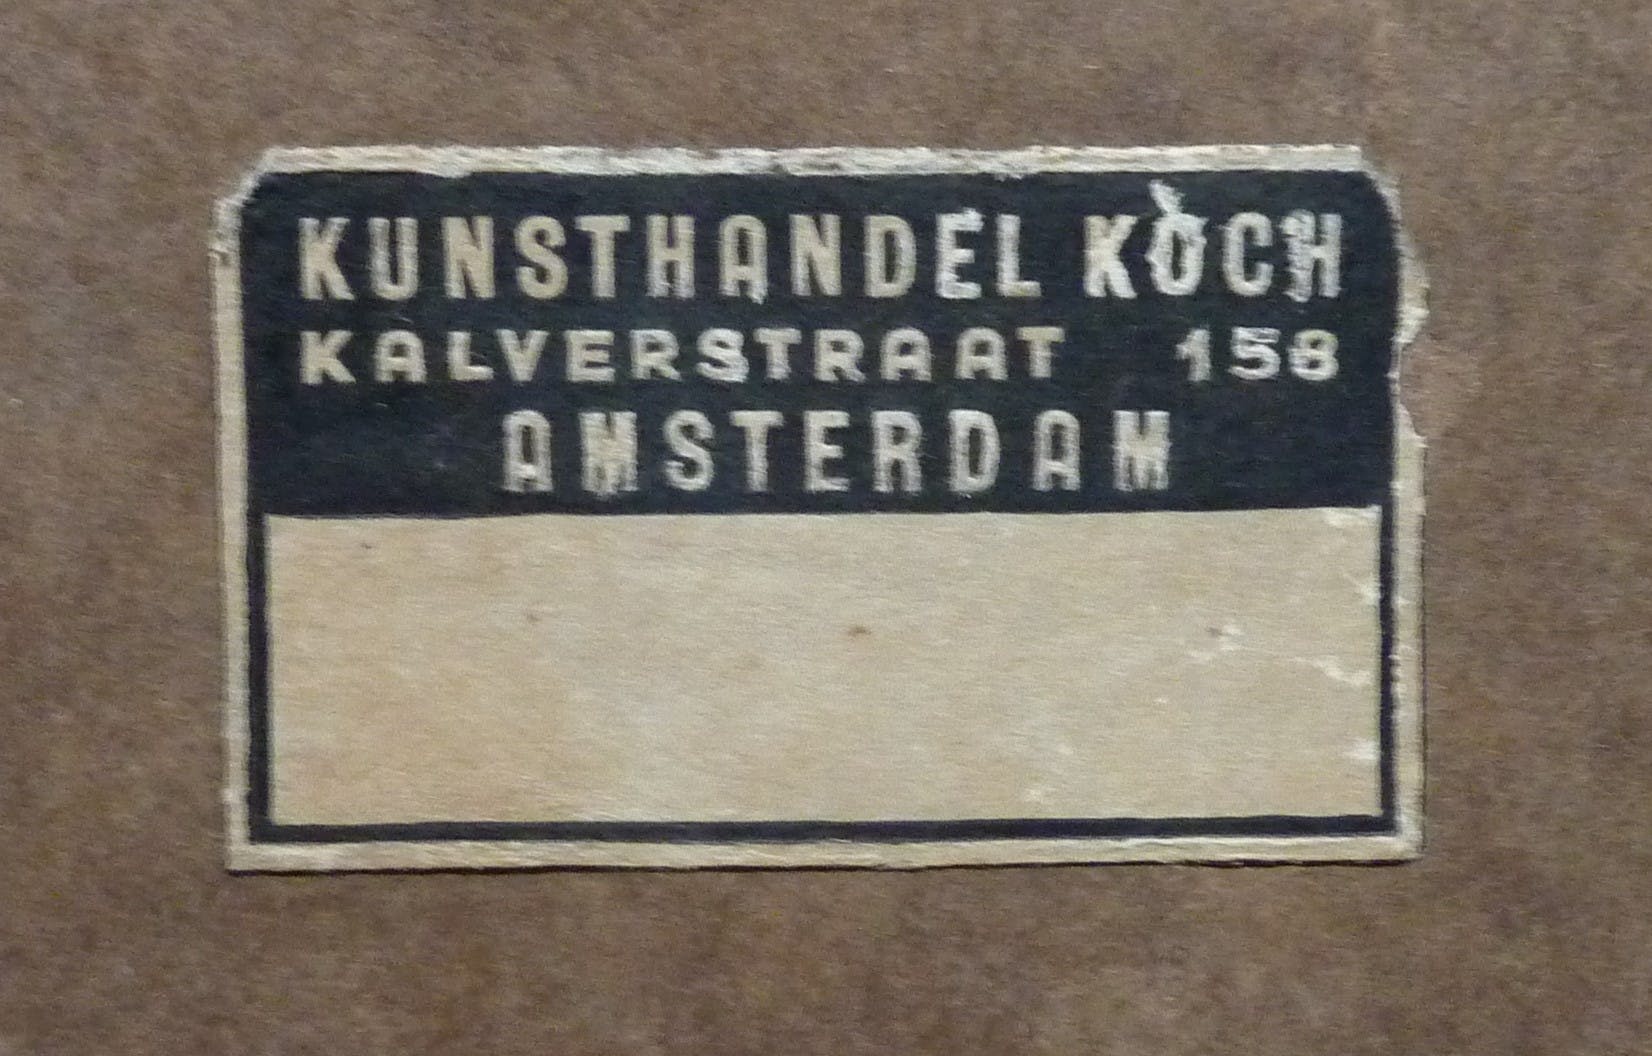 KUNSTHANDEL KOCH
KALVERSTRAAT 158
AMSTERDAM